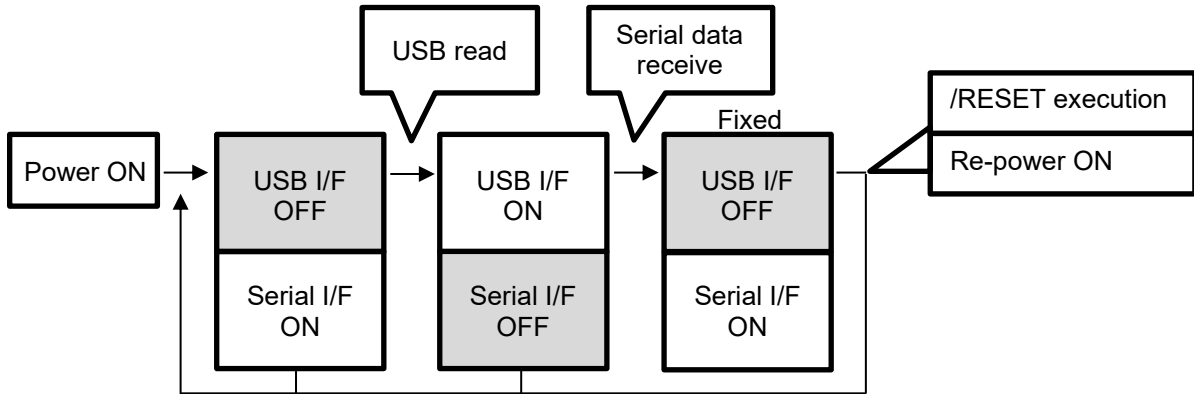 USB read
Serial data
receive
/RESET execution
Re-power ON
Fixed
Power ON
USB I/F
OFF
Serial I/F
ON
USB I/F
ON
Serial I/F
OFF
USB I/F
OFF
Serial I/F
ON